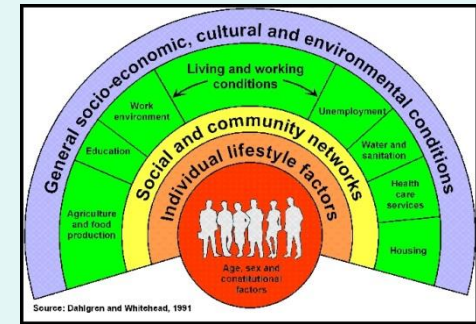 General socio-economic, cultural and environmental conditions
Living and working
conditions
Work
environment
Unemployment
Education
Water and
sanitation
Social and community networks
Individual lifestyle factors
Agriculture
and food
production
Health
care
services
Housing
Age, sex and
constitutional
factors
Source: Dahlgren and Whitehead, 1991